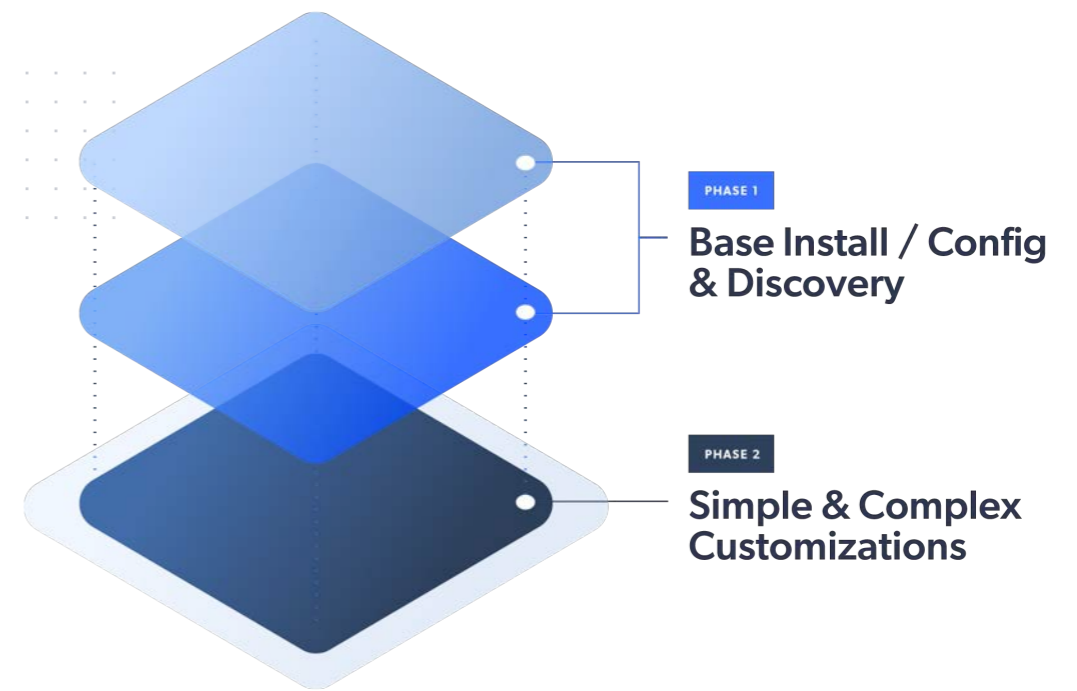 PHASE 1
Base Install / Config
& Discovery
PHASE 2
Simple & Complex
Customizations